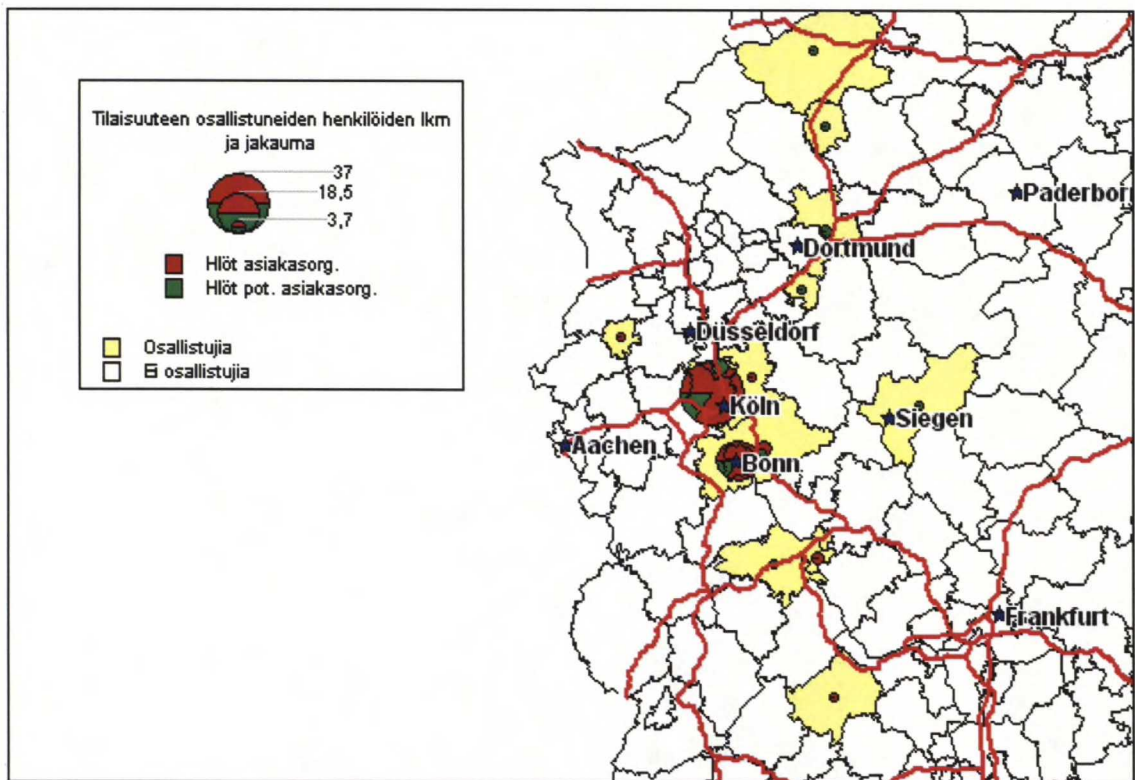 Tilaisuuteen osallistuneiden henkilöiden lkm
ja jakauma
37
18,5
3,7
Hlöt asiakasorg.
Hlöt pot. asiakasorg.
Osallistujia
Ei osallistujia
Paderborn
Dortmund
Düsseldorf
Köln
Siegen
Aachen
Bonn
Frankfurt